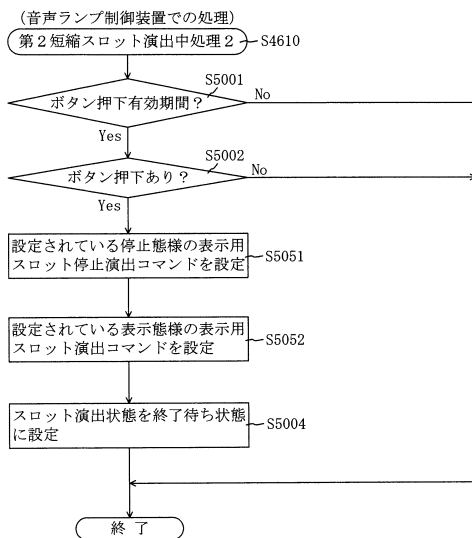 (音声ランプ制御装置での処理)
第2短縮スロット演出中処理2
S4610
S5001
ボタン押下有効期間?
No
Yes
S5002
ボタン押下あり?
No
Yes
設定されている停止態様の表示用
スロット停止演出コマンドを設定
S5051
設定されている表示態様の表示用
スロット演出コマンドを設定
S5052
スロット演出状態を終了待ち状態
に設定
S5004
終了